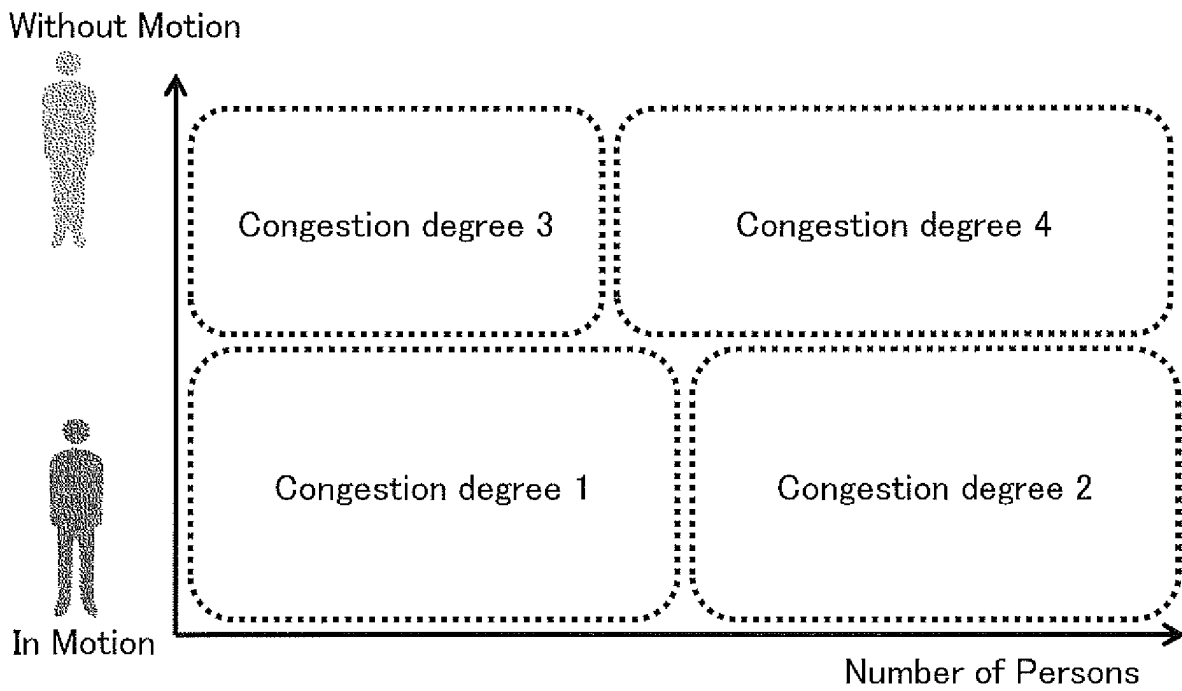 Without Motion
Congestion degree 3
Congestion degree 4
Congestion degree 1
Congestion degree 2
In Motion
Number of Persons